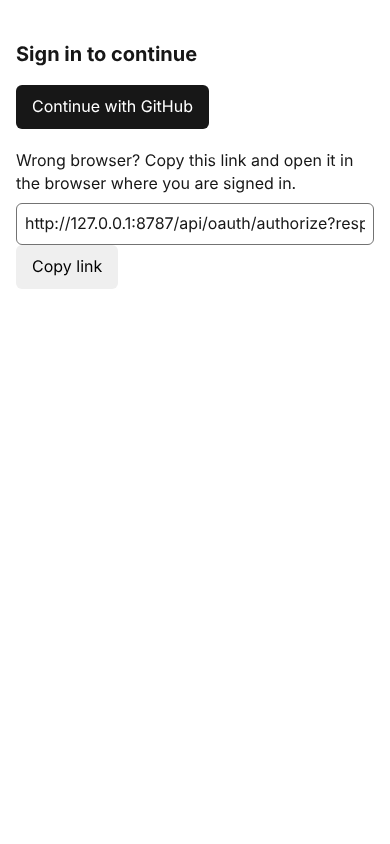 Sign in to continue
Continue with GitHub
Wrong browser? Copy this link and open it in
the browser where you are signed in.
http://127.0.0.1:8787/api/oauth/authorize?resp
Copy link